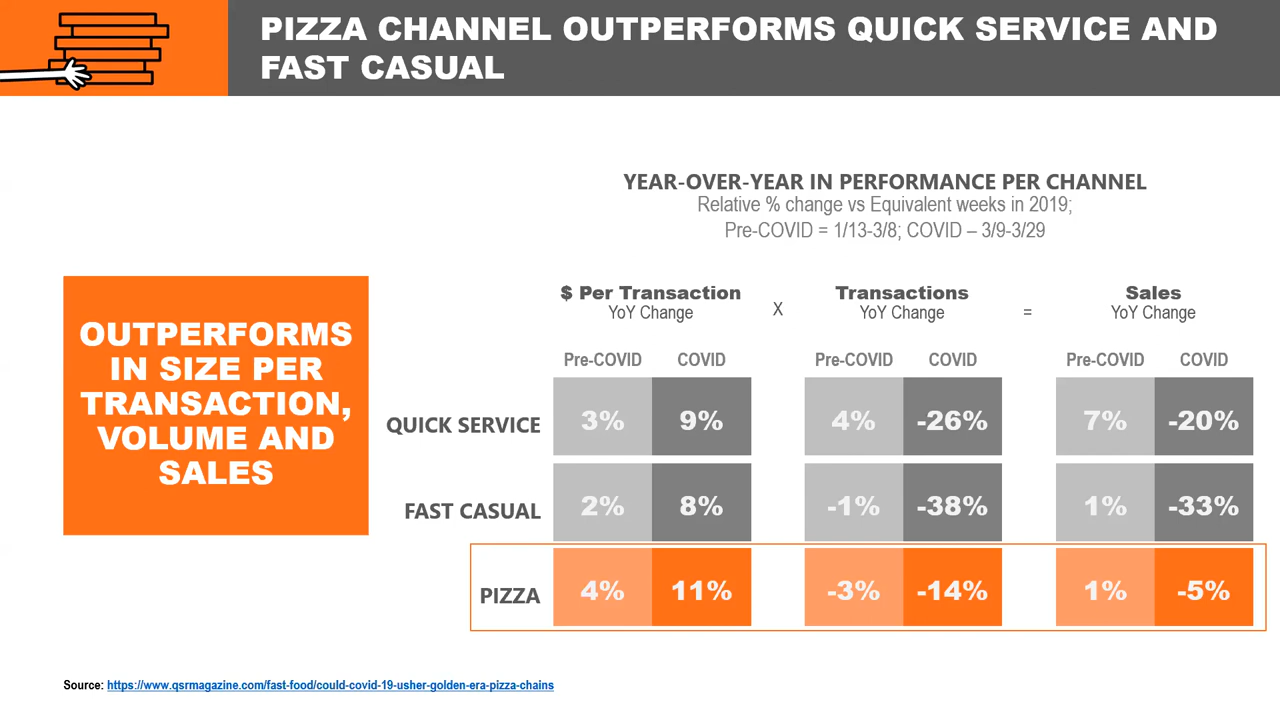 PIZZA CHANNEL OUTPERFORMS QUICK SERVICE AND
FAST CASUAL
YEAR-OVER-YEAR IN PERFORMANCE PER CHANNEL
Relative % change vs Equivalent weeks in 2019;
Pre-COVID = 1/13-3/8; COVID – 3/9-3/29
OUTPERFORMS
IN SIZE PER
TRANSACTION,
VOLUME AND
SALES
$ Per Transaction X Transactions = Sales
YoY Change YoY Change YoY Change
Pre-COVID COVID Pre-COVID COVID Pre-COVID COVID
QUICK SERVICE 3% 9% 4% -26% 7% -20%
FAST CASUAL 2% 8% -1% -38% 1% -33%
PIZZA 4% 11% -3% -14% 1% -5%
Source: https://www.qsrmagazine.com/fast-food/could-covid-19-usher-golden-era-pizza-chains